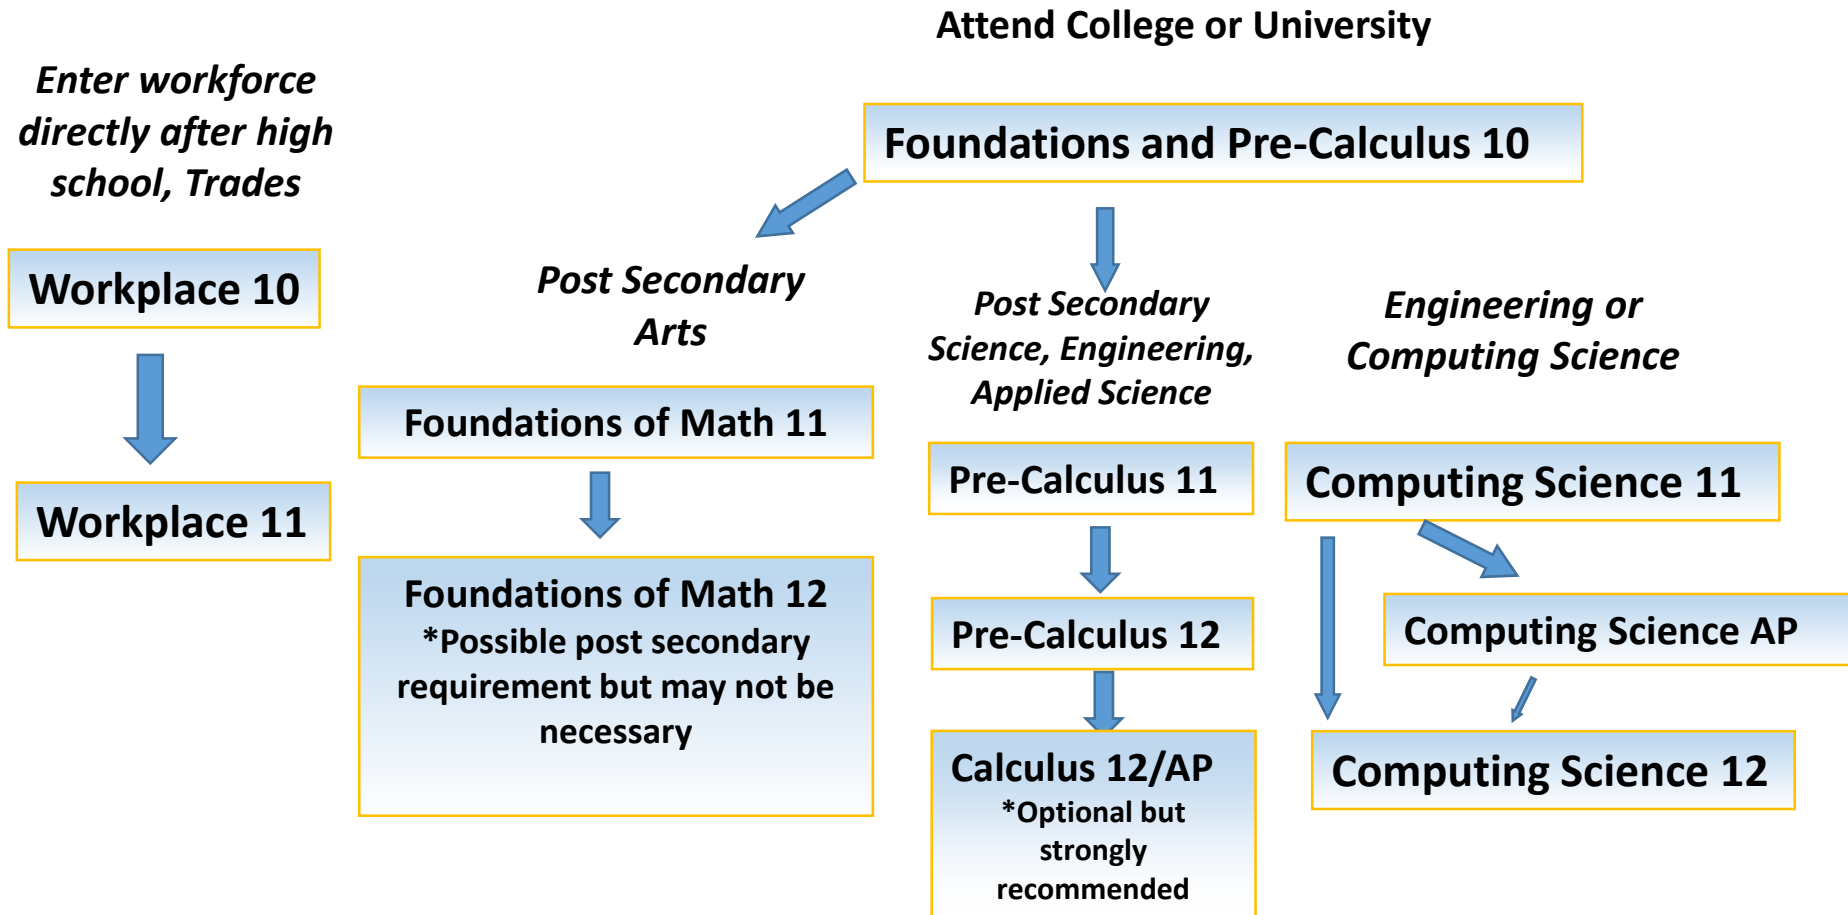 Attend College or University
Enter workforce
directly after high
school, Trades
Foundations and Pre-Calculus 10
Workplace 10
Workplace 11
Post Secondary
Arts
Foundations of Math 11
Foundations of Math 12
*Possible post secondary
requirement but may not be
necessary
Post Secondary
Science, Engineering,
Applied Science
Pre-Calculus 11
Pre-Calculus 12
Calculus 12/AP
*Optional but
strongly
recommended
Engineering or
Computing Science
Computing Science 11
Computing Science AP
Computing Science 12